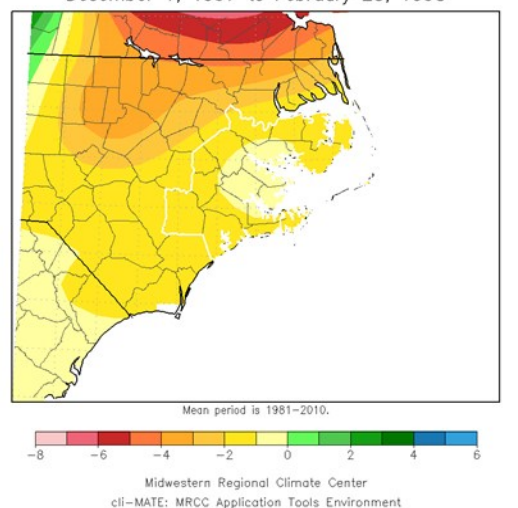 Mean period is 1981-2010.
-8 -6 -4 -2 0 2 4 6
Midwestern Regional Climate Center
cli-MATE: MRCC Application Tools Environment